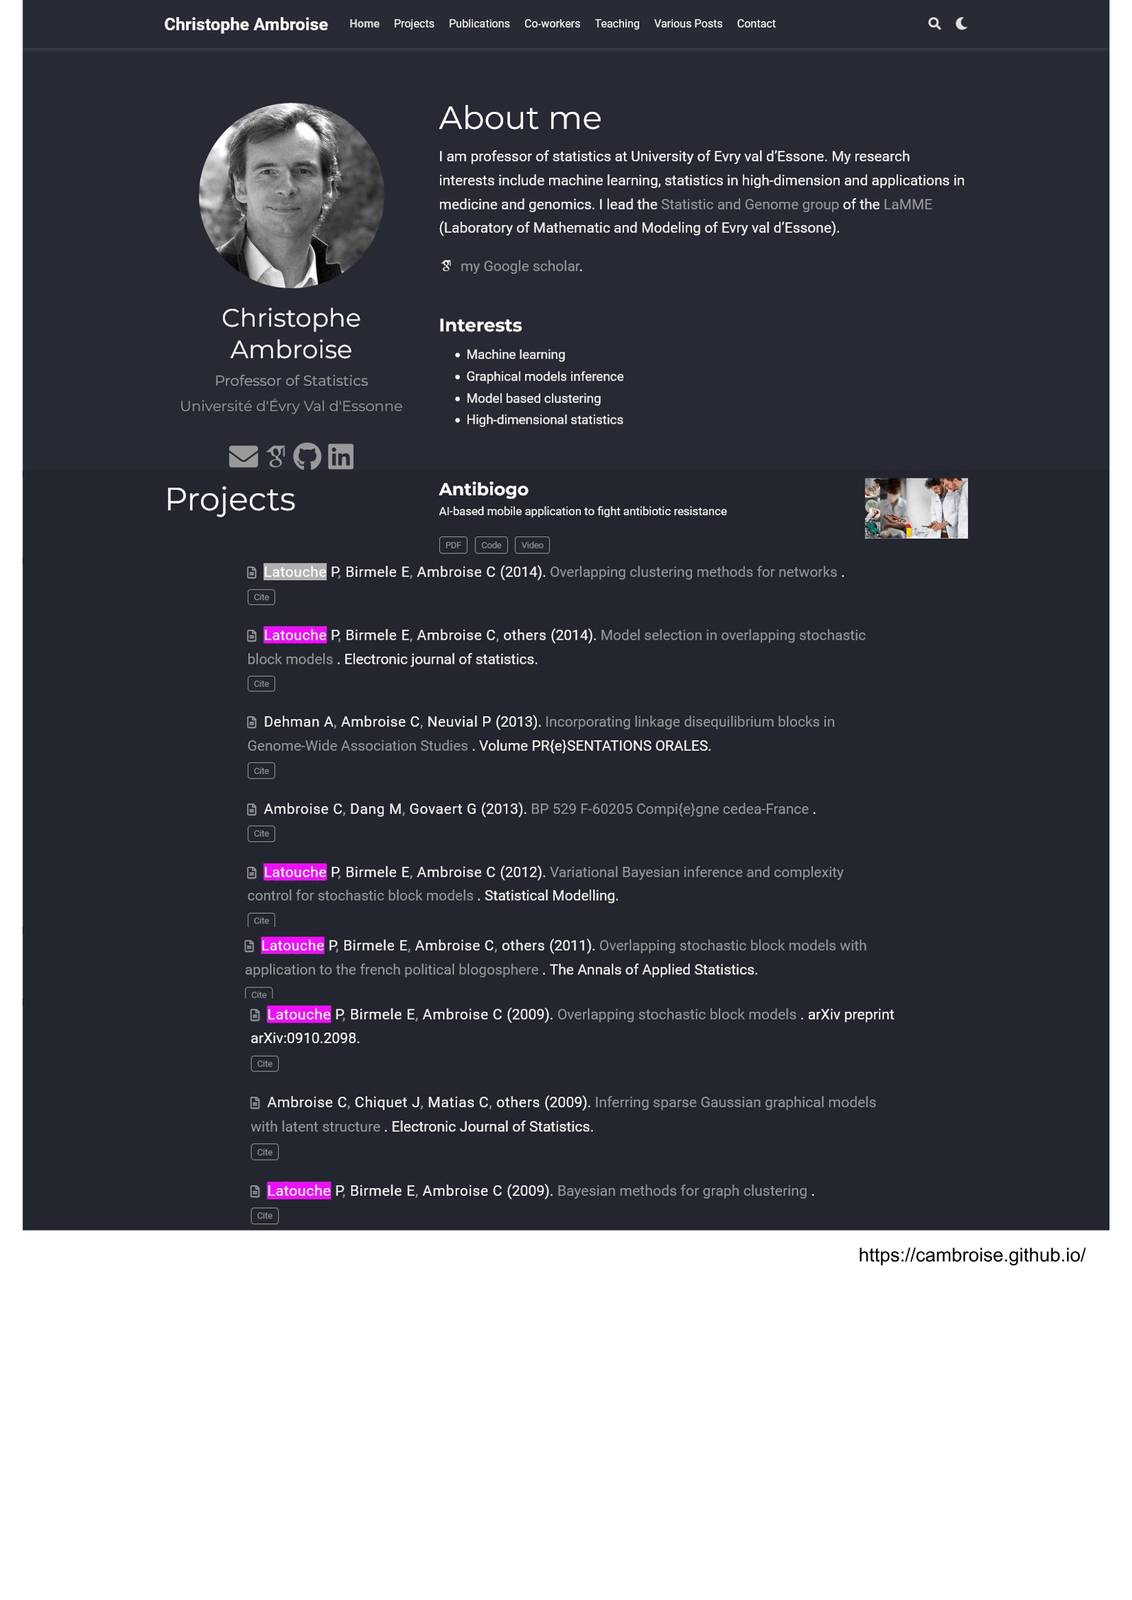 Christophe Ambroise Home Projects Publications Co-workers Teaching Various Posts Contact
About me
I am professor of statistics at University of Evry val d’Essone. My research
interests include machine learning, statistics in high-dimension and applications in
medicine and genomics. I lead the Statistic and Genome group of the LaMME
(Laboratory of Mathematic and Modeling of Evry val d’Essone).
my Google scholar.
Christophe
Ambroise
Professor of Statistics
Université d'Évry Val d'Essonne
Interests
Machine learning
Graphical models inference
Model based clustering
High-dimensional statistics
Projects
Antibiogo
AI-based mobile application to fight antibiotic resistance
PDF Code Video
Latouche P, Birmele E, Ambroise C (2014). Overlapping clustering methods for networks .
Cite
Latouche P, Birmele E, Ambroise C, others (2014). Model selection in overlapping stochastic
block models . Electronic journal of statistics.
Cite
Dehman A, Ambroise C, Neuvial P (2013). Incorporating linkage disequilibrium blocks in
Genome-Wide Association Studies . Volume PR{e}SENTATIONS ORALES.
Cite
Ambroise C, Dang M, Govaert G (2013). BP 529 F-60205 Compi{e}gne cedea-France .
Cite
Latouche P, Birmele E, Ambroise C (2012). Variational Bayesian inference and complexity
control for stochastic block models . Statistical Modelling.
Cite
Latouche P, Birmele E, Ambroise C, others (2011). Overlapping stochastic block models with
application to the french political blogosphere . The Annals of Applied Statistics.
Cite
Latouche P, Birmele E, Ambroise C (2009). Overlapping stochastic block models . arXiv preprint
arXiv:0910.2098.
Cite
Ambroise C, Chiquet J, Matias C, others (2009). Inferring sparse Gaussian graphical models
with latent structure . Electronic Journal of Statistics.
Cite
Latouche P, Birmele E, Ambroise C (2009). Bayesian methods for graph clustering .
Cite
https://cambroise.github.io/